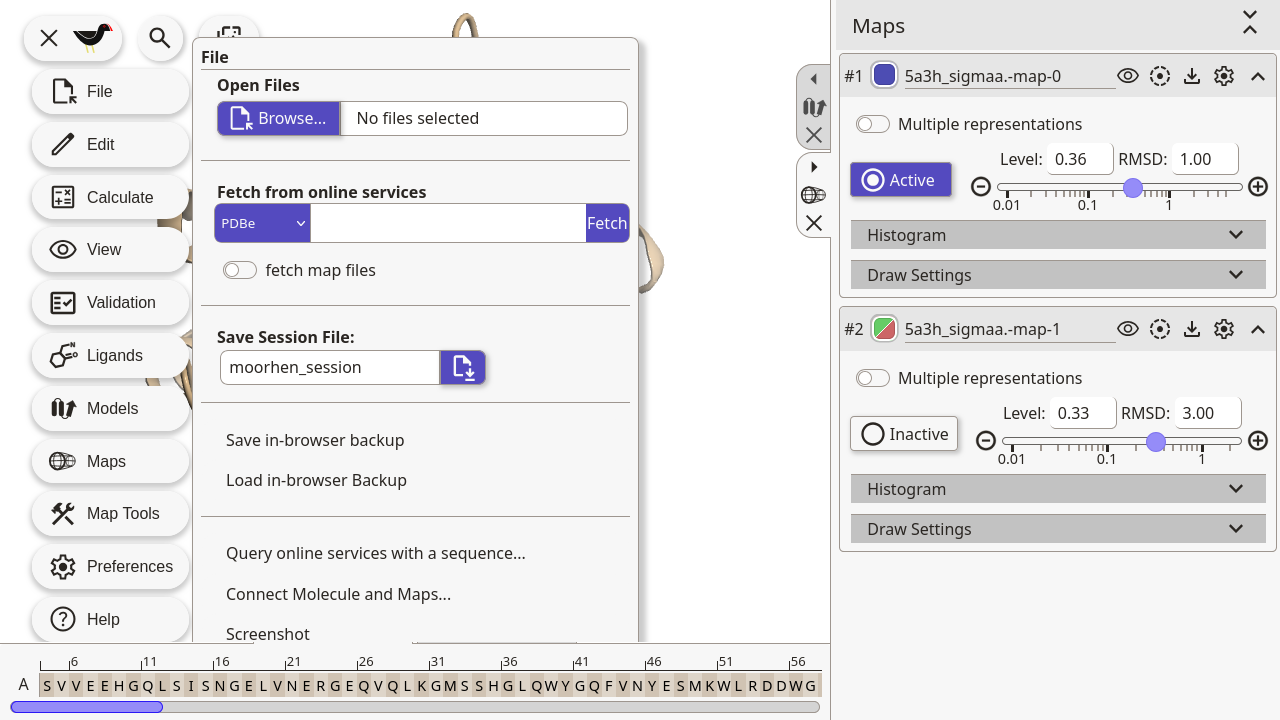 File
Edit
Calculate
View
Validation
Ligands
Models
Maps
Map Tools
Preferences
Help
File
Open Files
Browse... No files selected
Fetch from online services
PDBe Fetch
fetch map files
Save Session File:
moorhen_session
Save in-browser backup
Load in-browser Backup
Query online services with a sequence...
Connect Molecule and Maps...
Screenshot
6 11 16 21 26 31 36 41 46 51 56
A S V V E E H G Q L S I S N G E L V N E R G E Q V Q L K G M S S H G L Q W Y G Q F V N Y E S M K W L R D D W G
Maps
#1 5a3h_sigmaa.-map-0
Multiple representations
Level: 0.36 RMSD: 1.00
Active
0.01 0.1 1
Histogram
Draw Settings
#2 5a3h_sigmaa.-map-1
Multiple representations
Level: 0.33 RMSD: 3.00
Inactive
0.01 0.1 1
Histogram
Draw Settings